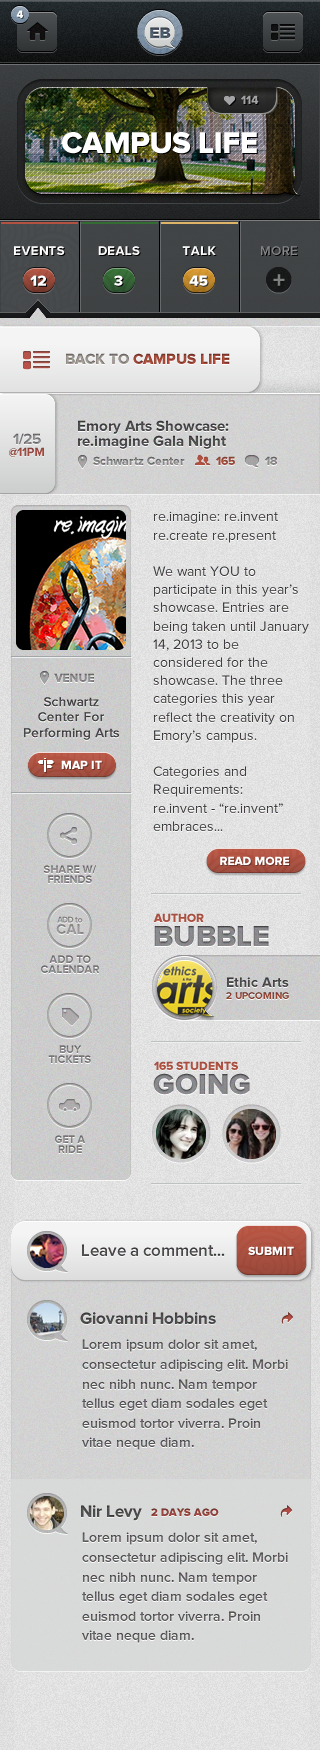 4
EB
114
CAMPUS LIFE
EVENTS
DEALS
TALK
MORE
12
3
45
BACK TO CAMPUS LIFE
1/25
@11PM
Emory Arts Showcase:
re.imagine Gala Night
Schwartz Center
165
18
re.imagin
VENUE
Schwartz
Center For
Performing Arts
MAP IT
SHARE W/
FRIENDS
ADD to
CAL
ADD TO
CALENDAR
BUY
TICKETS
GET A
RIDE
re.imagine: re.invent
re.create re.present
We want YOU to
participate in this year’s
showcase. Entries are
being taken until January
14, 2013 to be
considered for the
showcase. The three
categories this year
reflect the creativity on
Emory’s campus.
Categories and
Requirements:
re.invent - “re.invent”
embraces...
READ MORE
AUTHOR
BUBBLE
ethics
arts
society
Ethic Arts
2 UPCOMING
165 STUDENTS
GOING
Leave a comment...
SUBMIT
Giovanni Hobbins
Lorem ipsum dolor sit amet,
consectetur adipiscing elit. Morbi
nec nibh nunc. Nam tempor
tellus eget diam sodales eget
euismod tortor viverra. Proin
vitae neque diam.
Nir Levy 2 DAYS AGO
Lorem ipsum dolor sit amet,
consectetur adipiscing elit. Morbi
nec nibh nunc. Nam tempor
tellus eget diam sodales eget
euismod tortor viverra. Proin
vitae neque diam.